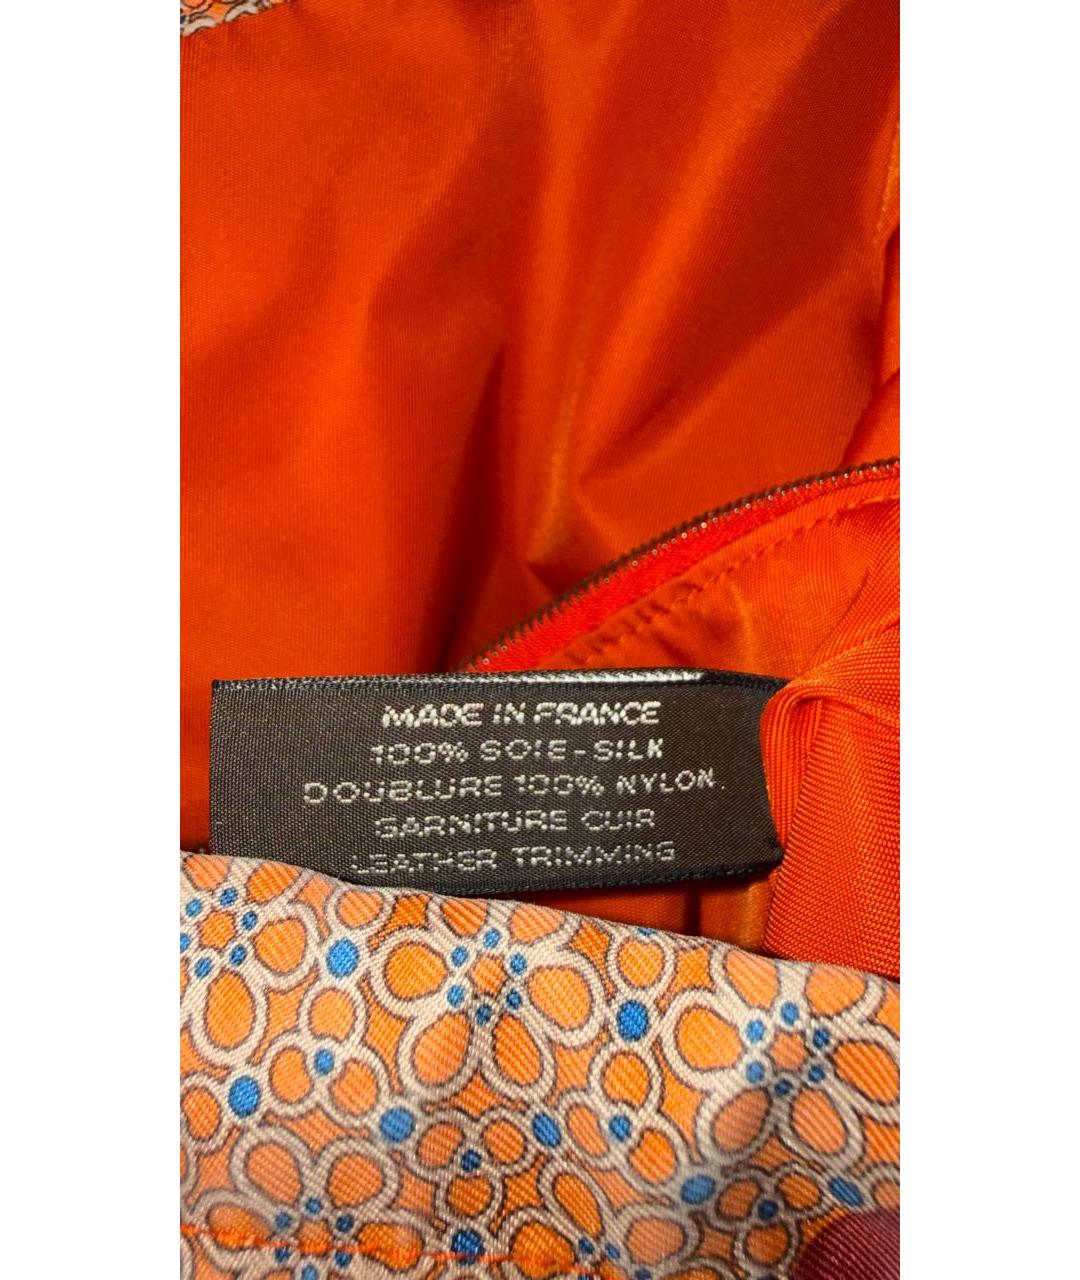 MADE IN FRANCE
100% SOIE-SILK
DOUBLURE 100% NYLON.
GARNITURE CUIR
LEATHER TRIMMING